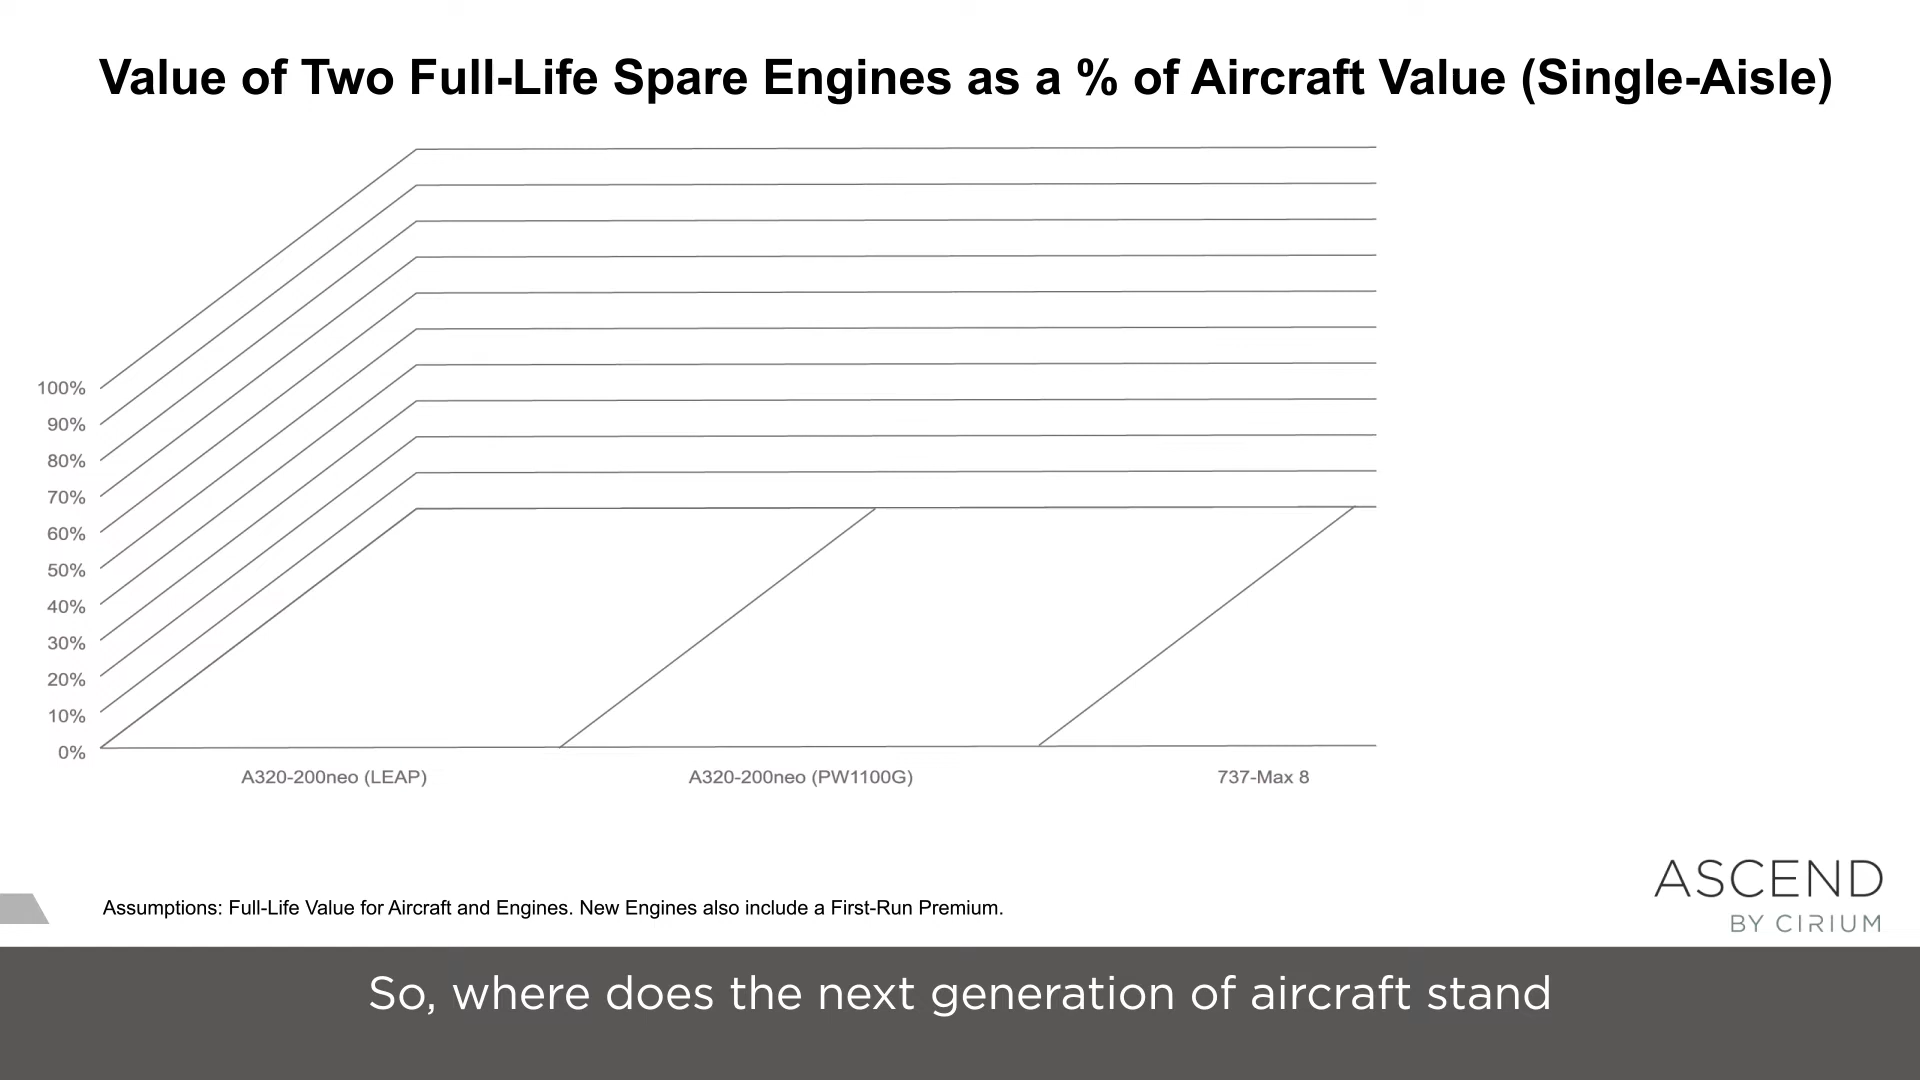 Value of Two Full-Life Spare Engines as a % of Aircraft Value (Single-Aisle)
100%
90%
80%
70%
60%
50%
40%
30%
20%
10%
0%
A320-200neo (LEAP)
A320-200neo (PW1100G)
737-Max 8
Assumptions: Full-Life Value for Aircraft and Engines. New Engines also include a First-Run Premium.
ASCEND
BY CIRIUM
So, where does the next generation of aircraft stand